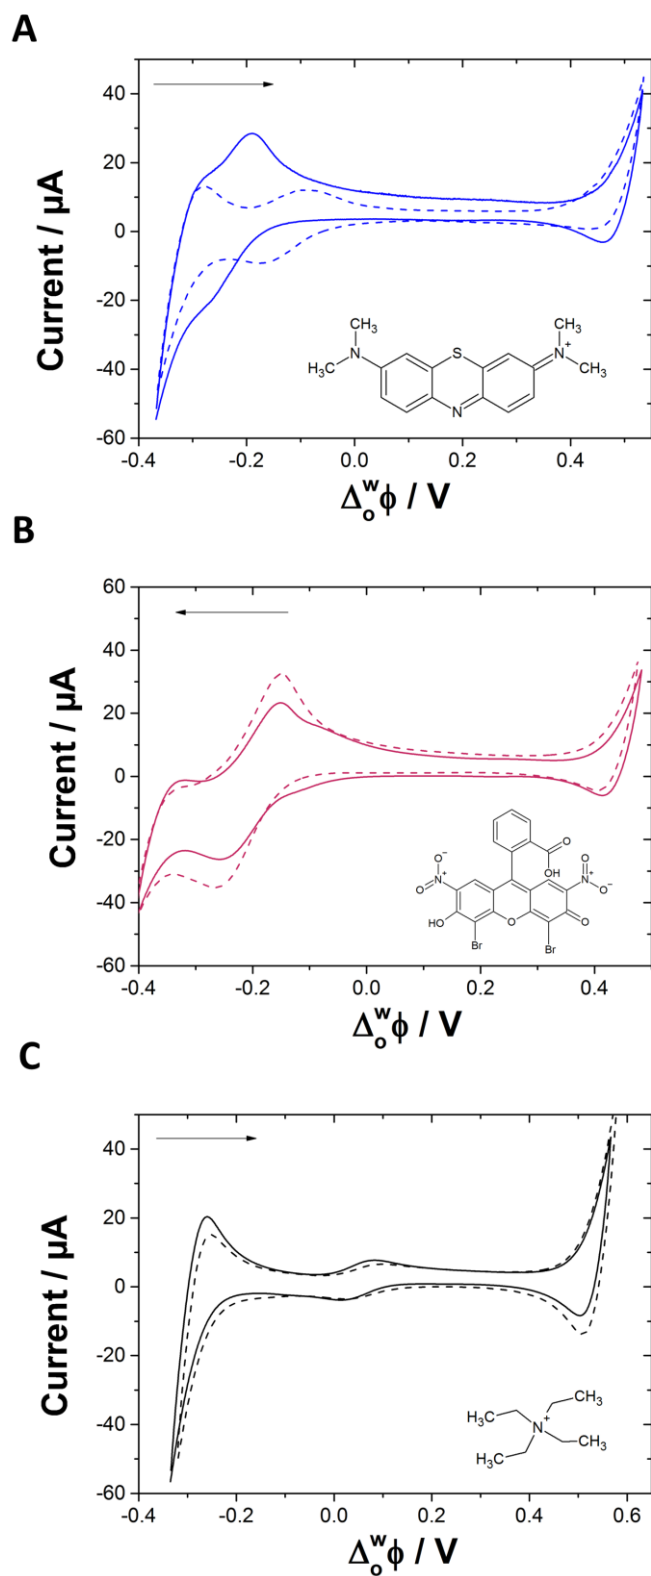 A
40
20
0
-20
-40
-60
Current / µA
CH₃
N
H₃C
S
N
CH₃
N⁺
CH₃
-0.4 -0.2 0.0 0.2 0.4
Δ₀ʷϕ / V
B
60
40
20
0
-20
-40
-60
Current / µA
O⁻
N⁺
O
O
OH
O
N⁺
O⁻
HO
O
O
Br
Br
-0.4 -0.2 0.0 0.2 0.4
Δ₀ʷϕ / V
C
40
20
0
-20
-40
-60
Current / µA
H₃C
CH₃
N⁺
CH₃
H₃C
-0.4 -0.2 0.0 0.2 0.4 0.6
Δ₀ʷϕ / V